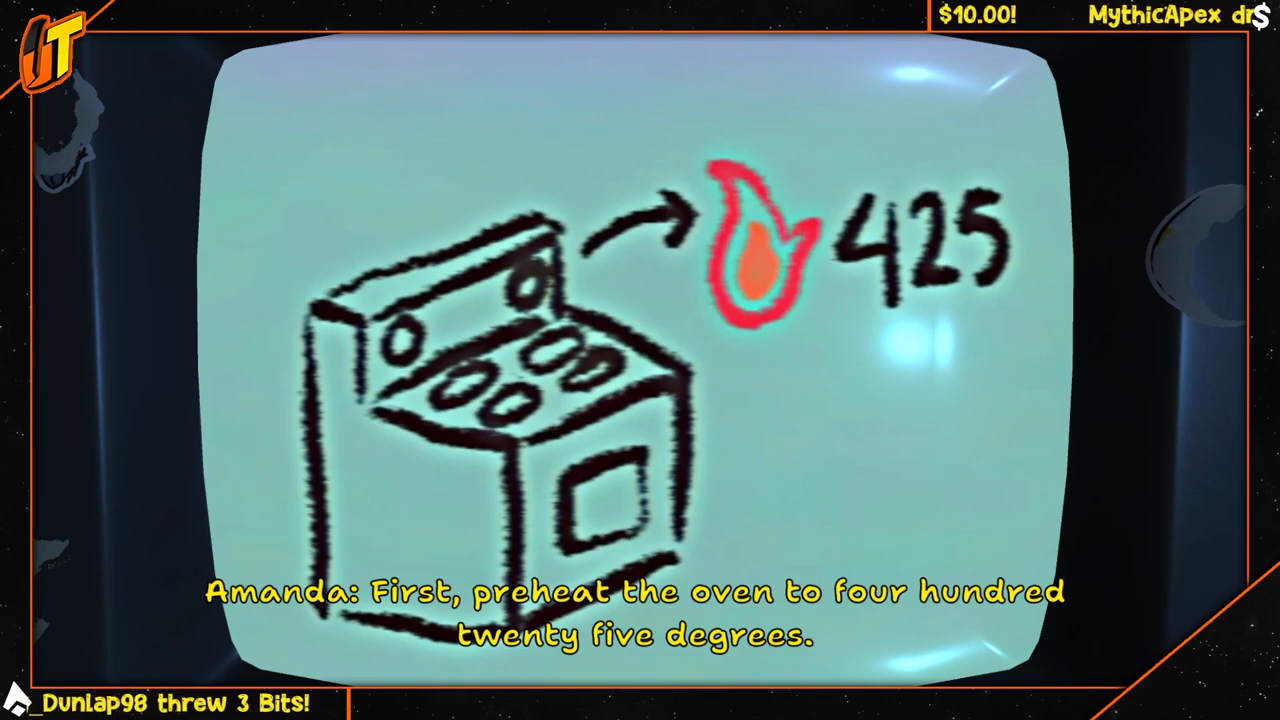 $10.00! MythicApex dr$
UT
425
Amanda: First, preheat the oven to four hundred
twenty five degrees.
_Dunlap98 threw 3 Bits!